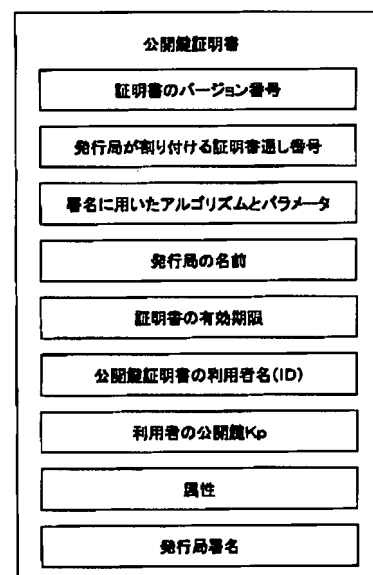 公開鍵証明書
証明書のバージョン番号
発行局が割り付ける証明書通し番号
署名に用いたアルゴリズムとパラメータ
発行局の名前
証明書の有効期限
公開鍵証明書の利用者名(ID)
利用者の公開鍵Kp
属性
発行局署名